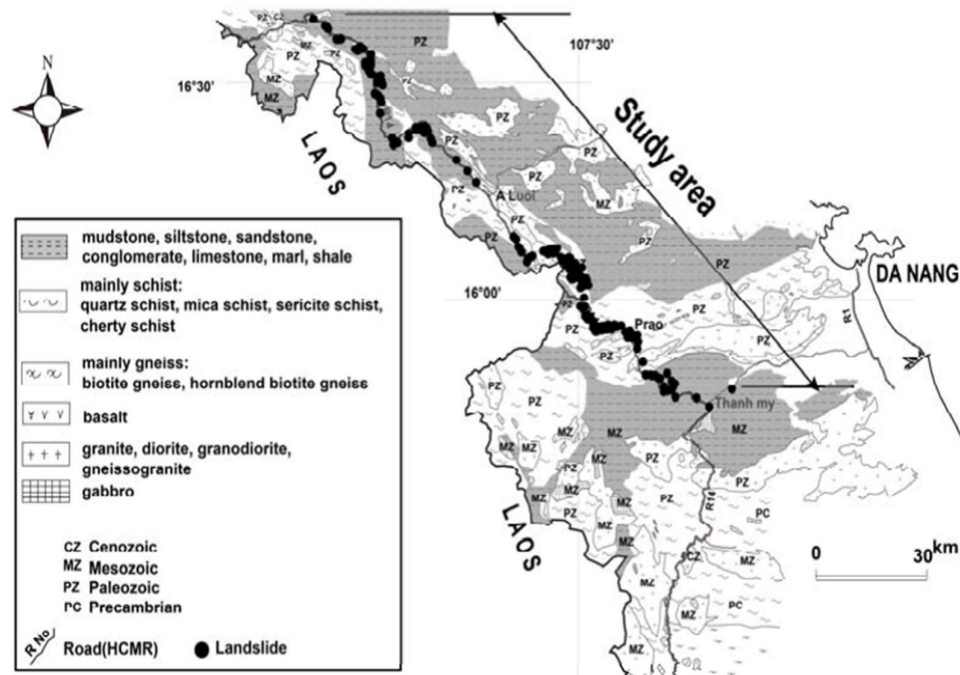 N
16°30'
107°30'
16°00'
LAOS
LAOS
Study area
A Luoi
Prao
Thanh my
DA NANG
R1
R14
PZ
CZ
MZ
PC
mudstone, siltstone, sandstone,
conglomerate, limestone, marl, shale
mainly schist:
quartz schist, mica schist, sericite schist,
cherty schist
mainly gneiss:
biotite gneiss, hornblend biotite gneiss
basalt
granite, diorite, granodiorite,
gneissogranite
gabbro
CZ Cenozoic
MZ Mesozoic
PZ Paleozoic
PC Precambrian
R No Road(HCMR) Landslide
0 30 km